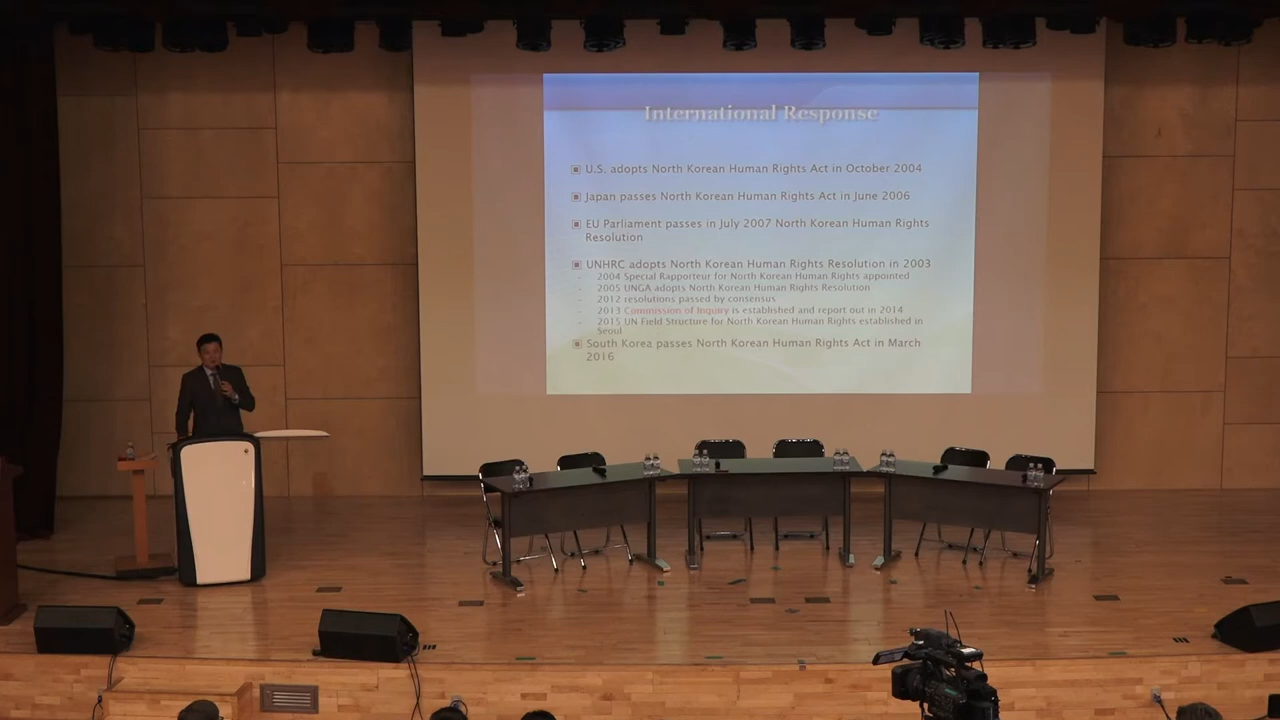 International Response
U.S. adopts North Korean Human Rights Act in October 2004
Japan passes North Korean Human Rights Act in June 2006
EU Parliament passes in July 2007 North Korean Human Rights
Resolution
UNHRC adopts North Korean Human Rights Resolution in 2003
- 2004 Special Rapporteur for North Korean Human Rights appointed
- 2005 UNGA adopts North Korean Human Rights Resolution
- 2012 resolutions passed by consensus
- 2013 Commission of Inquiry is established and report out in 2014
- 2015 UN Field Structure for North Korean Human Rights established in
Seoul
South Korea passes North Korean Human Rights Act in March
2016